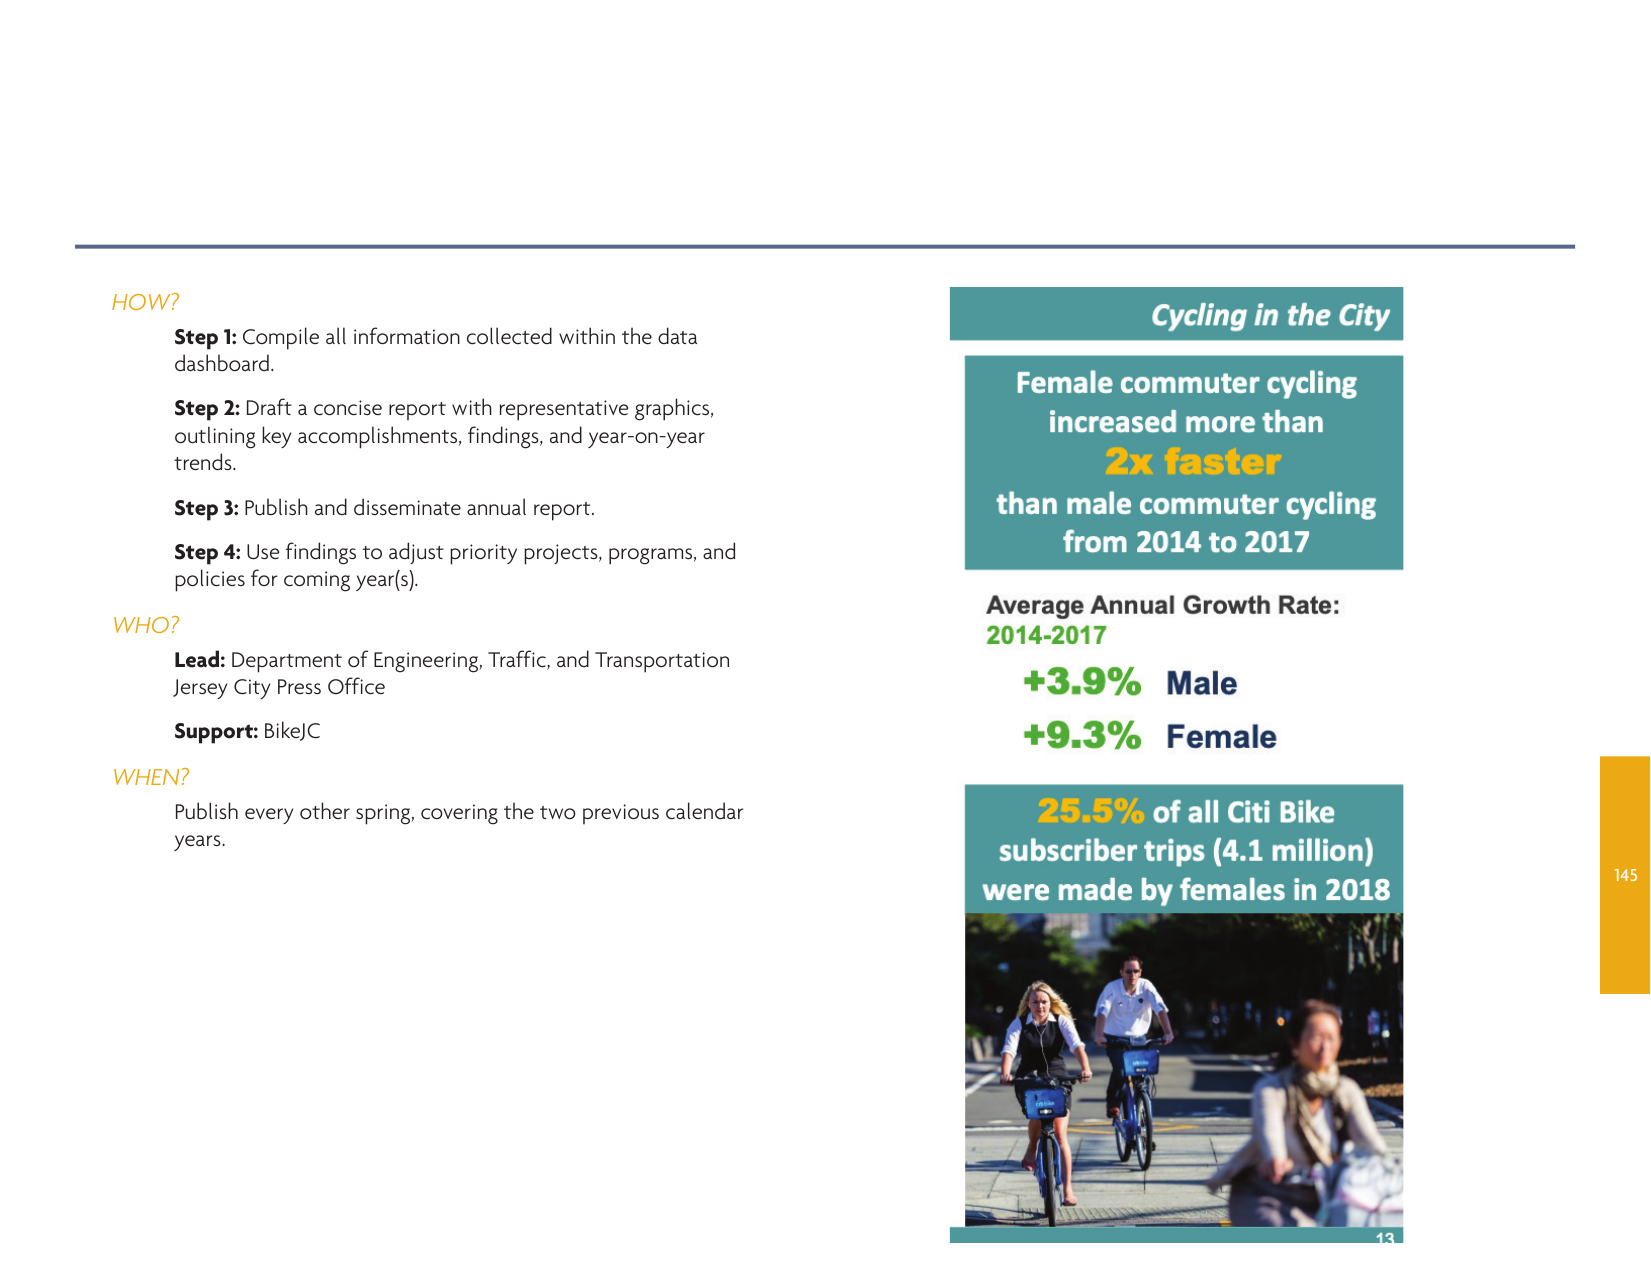 HOW?
Step 1: Compile all information collected within the data
dashboard.
Step 2: Draft a concise report with representative graphics,
outlining key accomplishments, findings, and year-on-year
trends.
Step 3: Publish and disseminate annual report.
Step 4: Use findings to adjust priority projects, programs, and
policies for coming year(s).
WHO?
Lead: Department of Engineering, Traffic, and Transportation
Jersey City Press Office
Support: BikeJC
WHEN?
Publish every other spring, covering the two previous calendar
years.
Cycling in the City
Female commuter cycling
increased more than
2x faster
than male commuter cycling
from 2014 to 2017
Average Annual Growth Rate:
2014-2017
+3.9% Male
+9.3% Female
25.5% of all Citi Bike
subscriber trips (4.1 million)
were made by females in 2018
citi bike
13
145